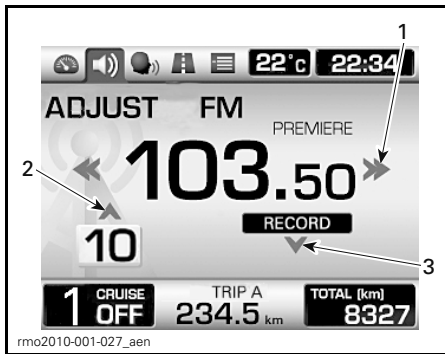 1
22°c 22:34
ADJUST FM
PREMIERE
2
103.50
RECORD
10
3
1 CRUISE OFF
TRIP A
234.5 km
TOTAL (km)
8327
rmo2010-001-027_aen